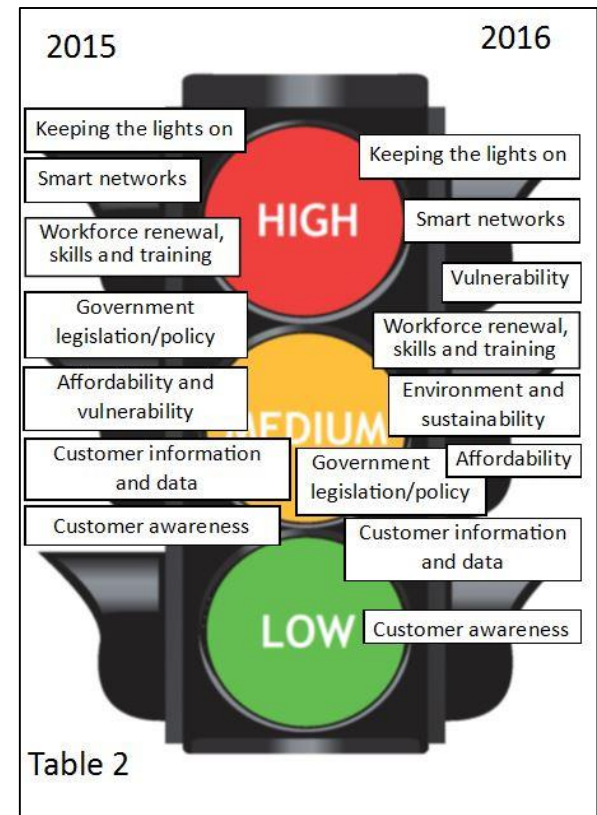 2015
2016
Keeping the lights on
Smart networks
Workforce renewal,
skills and training
Government
legislation/policy
Affordability and
vulnerability
Customer information
and data
Customer awareness
HIGH
MEDIUM
LOW
Keeping the lights on
Smart networks
Vulnerability
Workforce renewal,
skills and training
Environment and
sustainability
Affordability
Government
legislation/policy
Customer information
and data
Customer awareness
Table 2